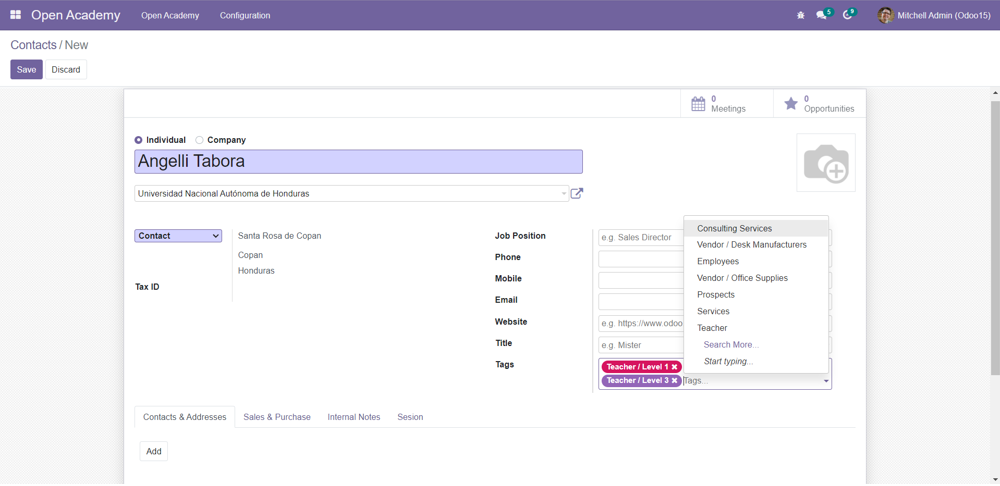 Open Academy Open Academy Configuration 5 9 Mitchell Admin (Odoo15)
Contacts / New
Save Discard
0 Meetings
0 Opportunities
Individual Company
Angelli Tabora
Universidad Nacional Autónoma de Honduras
Contact
Santa Rosa de Copan
Copan
Honduras
Tax ID
Job Position e.g. Sales Director
Phone
Mobile
Email
Website e.g. https://www.odoo
Title e.g. Mister
Tags Teacher / Level 1 ×
Teacher / Level 3 × Tags...
Consulting Services
Vendor / Desk Manufacturers
Employees
Vendor / Office Supplies
Prospects
Services
Teacher
Search More...
Start typing...
Contacts & Addresses Sales & Purchase Internal Notes Sesion
Add